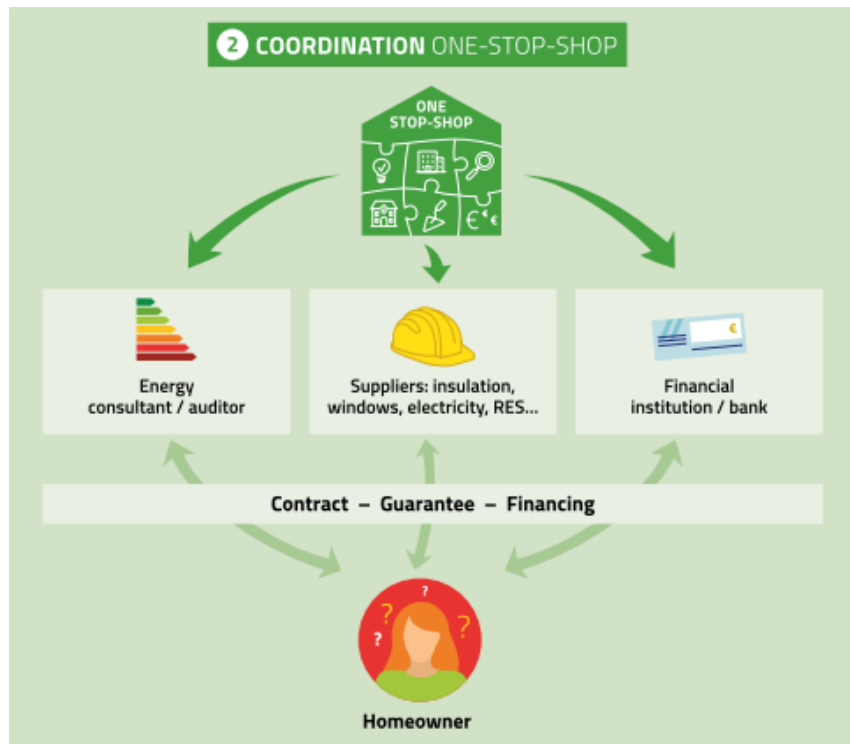 2 COORDINATION ONE-STOP-SHOP
ONE
STOP-SHOP
€ € €
€
Energy
consultant / auditor
Suppliers: insulation,
windows, electricity, RES...
Financial
institution / bank
Contract – Guarantee – Financing
?
? ?
?
Homeowner